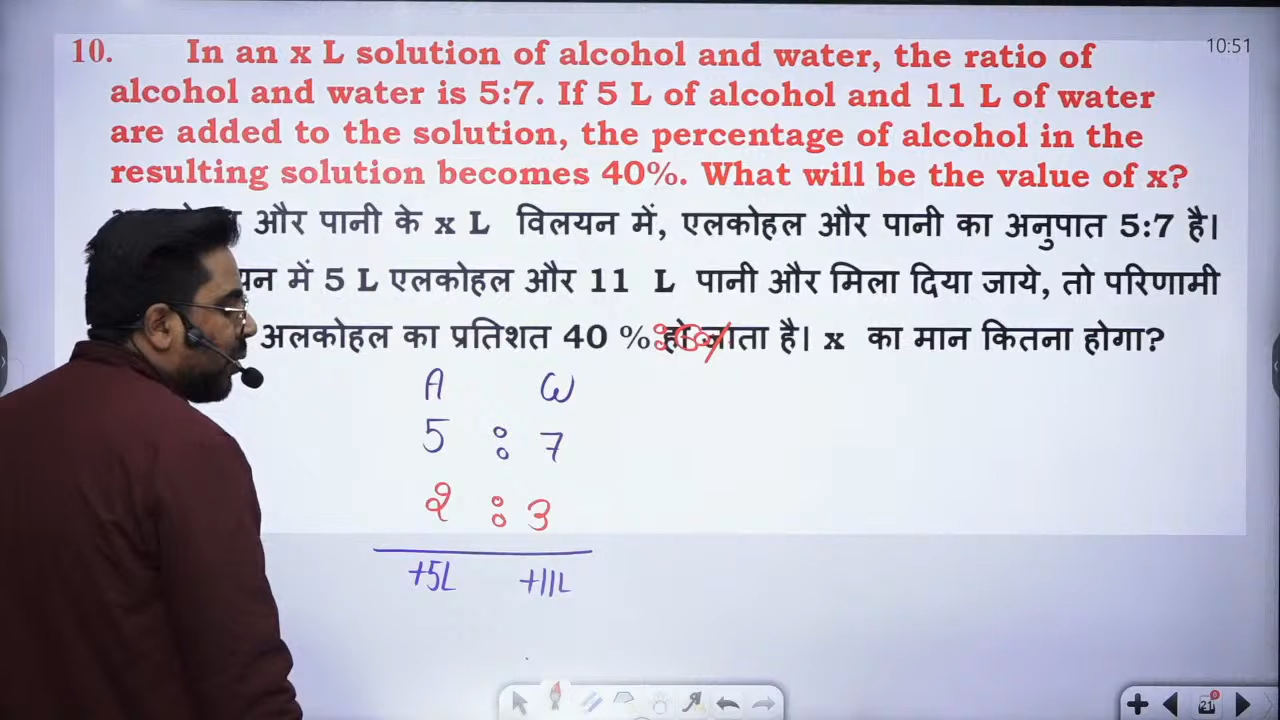 10:51
10. In an x L solution of alcohol and water, the ratio of
alcohol and water is 5:7. If 5 L of alcohol and 11 L of water
are added to the solution, the percentage of alcohol in the
resulting solution becomes 40%. What will be the value of x?
और पानी के x L विलयन में, एलकोहल और पानी का अनुपात 5:7 है।
में 5 L एलकोहल और 11 L पानी और मिला दिया जाये, तो परिणामी
अलकोहल का प्रतिशत 40 % हो जाता है। x का मान कितना होगा?
A W
5 : 7
2 : 3
+5L +11L
21